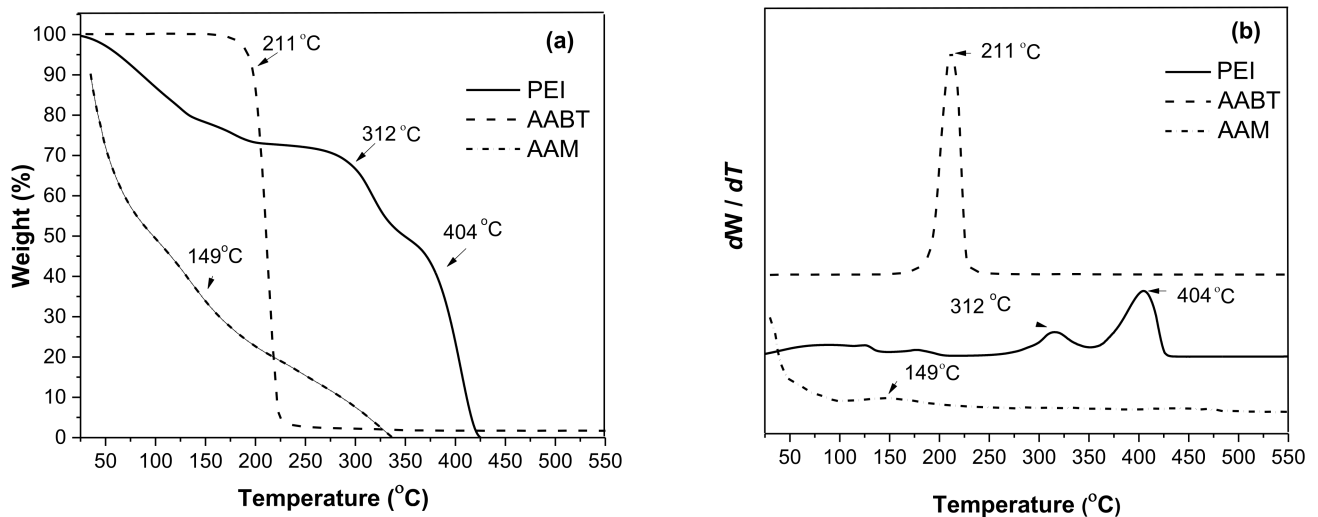 (a)
211 °C
PEI
AABT
AAM
312 °C
404 °C
149°C
Weight (%)
100
90
80
70
60
50
40
30
20
10
0
50 100 150 200 250 300 350 400 450 500 550
Temperature (°C)
(b)
211 °C
PEI
AABT
AAM
dW / dT
312 °C
404 °C
149°C
50 100 150 200 250 300 350 400 450 500 550
Temperature (°C)